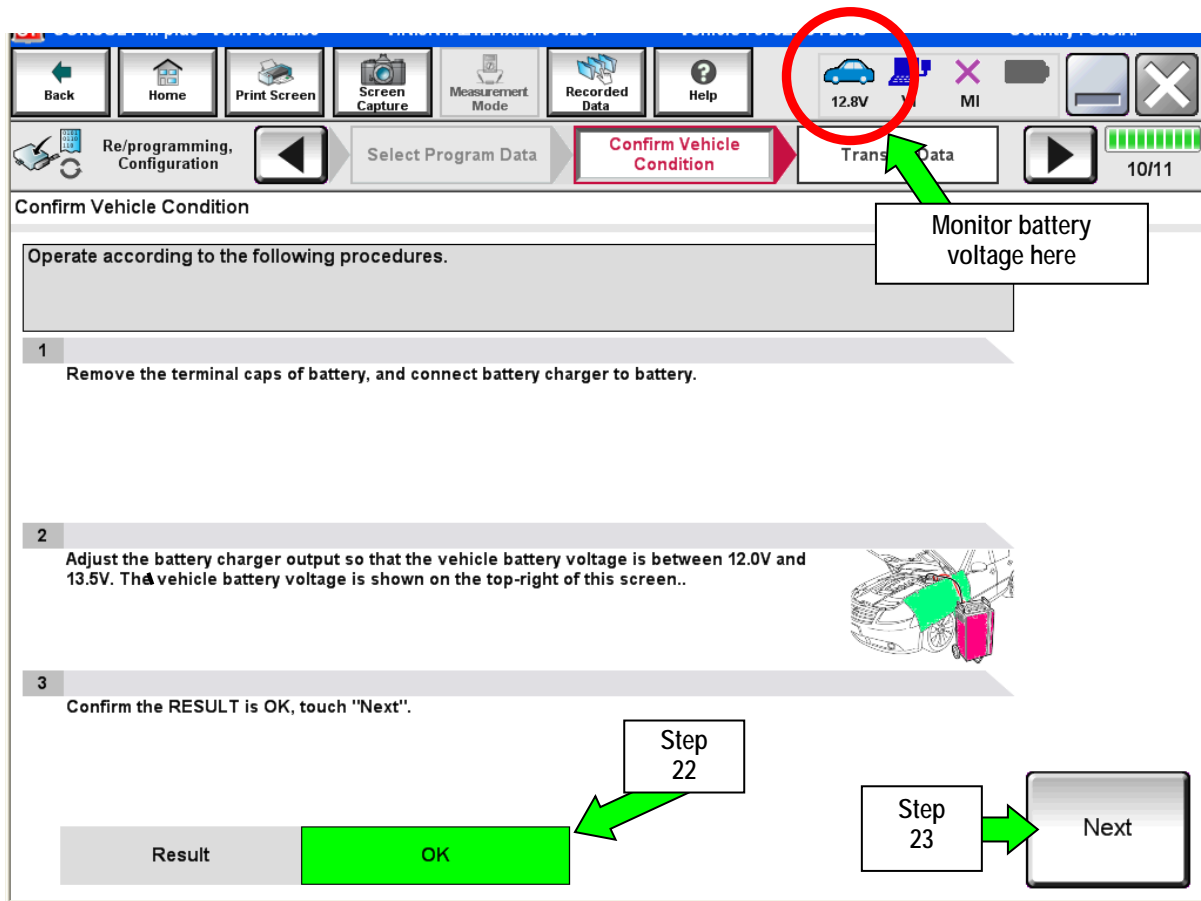 Back
Home
Print Screen
Screen
Capture
Measurement
Mode
Recorded
Data
Help
12.8V
MI
Re/programming,
Configuration
Select Program Data
Confirm Vehicle
Condition
Data
10/11
Confirm Vehicle Condition
Monitor battery
voltage here
Operate according to the following procedures.
1
Remove the terminal caps of battery, and connect battery charger to battery.
2
Adjust the battery charger output so that the vehicle battery voltage is between 12.0V and
13.5V. The vehicle battery voltage is shown on the top-right of this screen..
3
Confirm the RESULT is OK, touch "Next".
Step
22
Step
23
Next
Result
OK